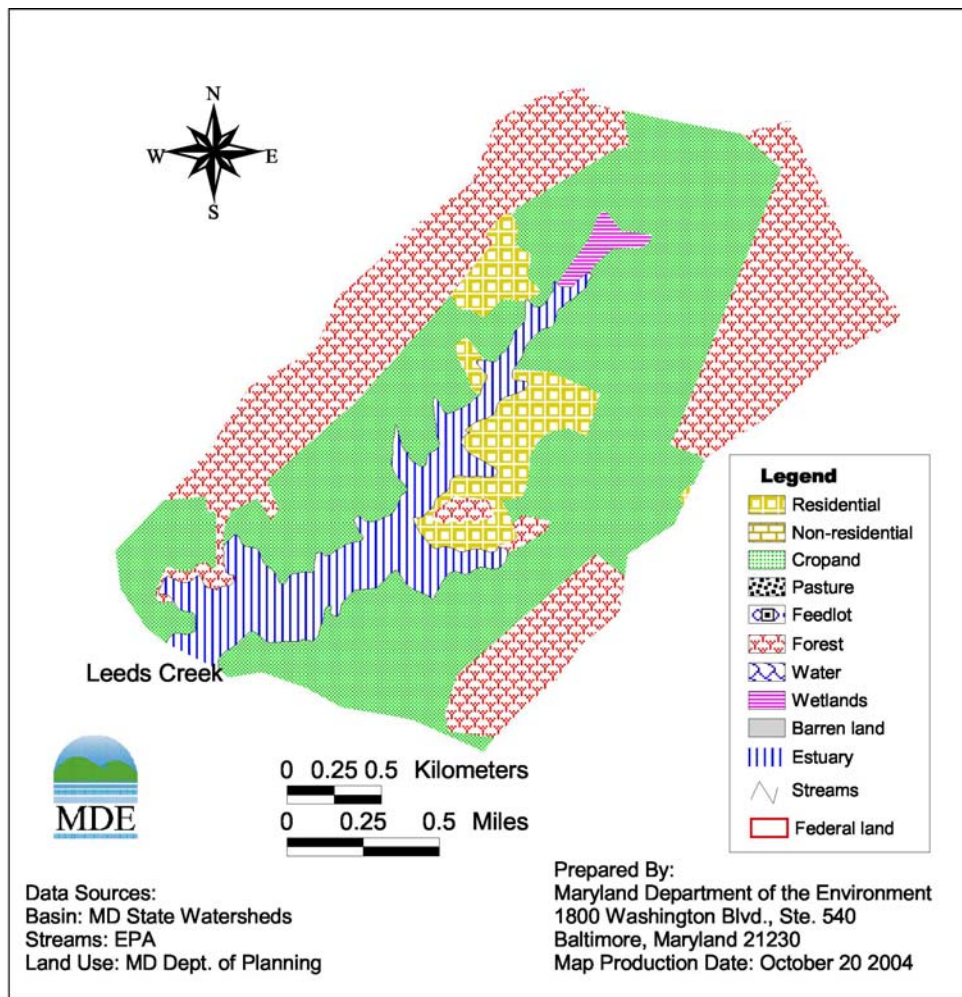 N
W E
S
Legend
Residential
Non-residential
Cropand
Pasture
Feedlot
Forest
Water
Wetlands
Barren land
Estuary
Streams
Federal land
Leeds Creek
MDE
0 0.25 0.5 Kilometers
0 0.25 0.5 Miles
Data Sources:
Basin: MD State Watersheds
Streams: EPA
Land Use: MD Dept. of Planning
Prepared By:
Maryland Department of the Environment
1800 Washington Blvd., Ste. 540
Baltimore, Maryland 21230
Map Production Date: October 20 2004